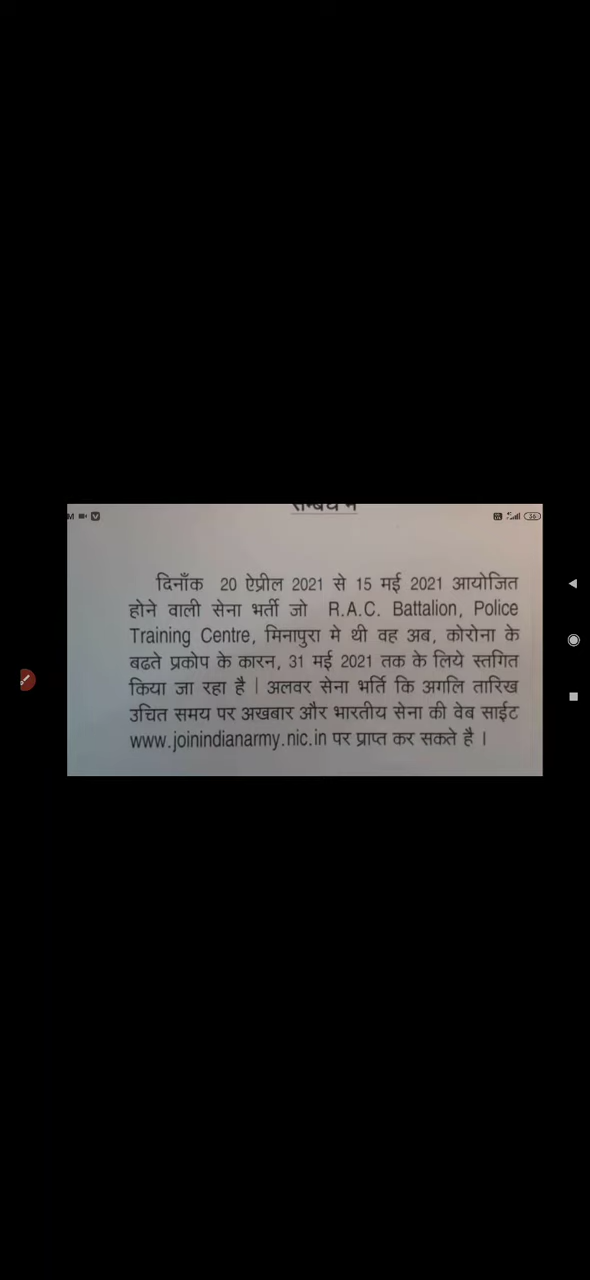 सम्बंध में
दिनाँक 20 ऐप्रील 2021 से 15 मई 2021 आयोजित
होने वाली सेना भर्ती जो R.A.C. Battalion, Police
Training Centre, मिनापुरा मे थी वह अब, कोरोना के
बढते प्रकोप के कारन, 31 मई 2021 तक के लिये स्तगित
किया जा रहा है | अलवर सेना भर्ति कि अगलि तारिख
उचित समय पर अखबार और भारतीय सेना की वेब साईट
www.joinindianarmy.nic.in पर प्राप्त कर सकते है ।